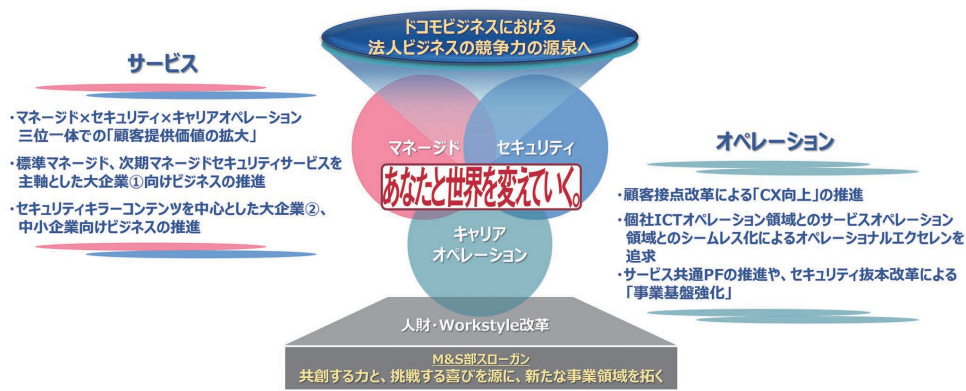 ドコモビジネスにおける
法人ビジネスの競争力の源泉へ
サービス
・マネージド×セキュリティ×キャリアオペレーション
三位一体での「顧客提供価値の拡大」
・標準マネージド、次期マネージドセキュリティサービスを
主軸とした大企業①向けビジネスの推進
・セキュリティキラーコンテンツを中心とした大企業②、
中小企業向けビジネスの推進
マネージド
セキュリティ
あなたと世界を変えていく。
キャリア
オペレーション
オペレーション
・顧客接点改革による「CX向上」の推進
・個社ICTオペレーション領域とのサービスオペレーション
領域とのシームレス化によるオペレーショナルエクセレンを
追求
・サービス共通PFの推進や、セキュリティ抜本改革による
「事業基盤強化」
人財・Workstyle改革
M&S部スローガン
共創する力と、挑戦する喜びを源に、新たな事業領域を拓く